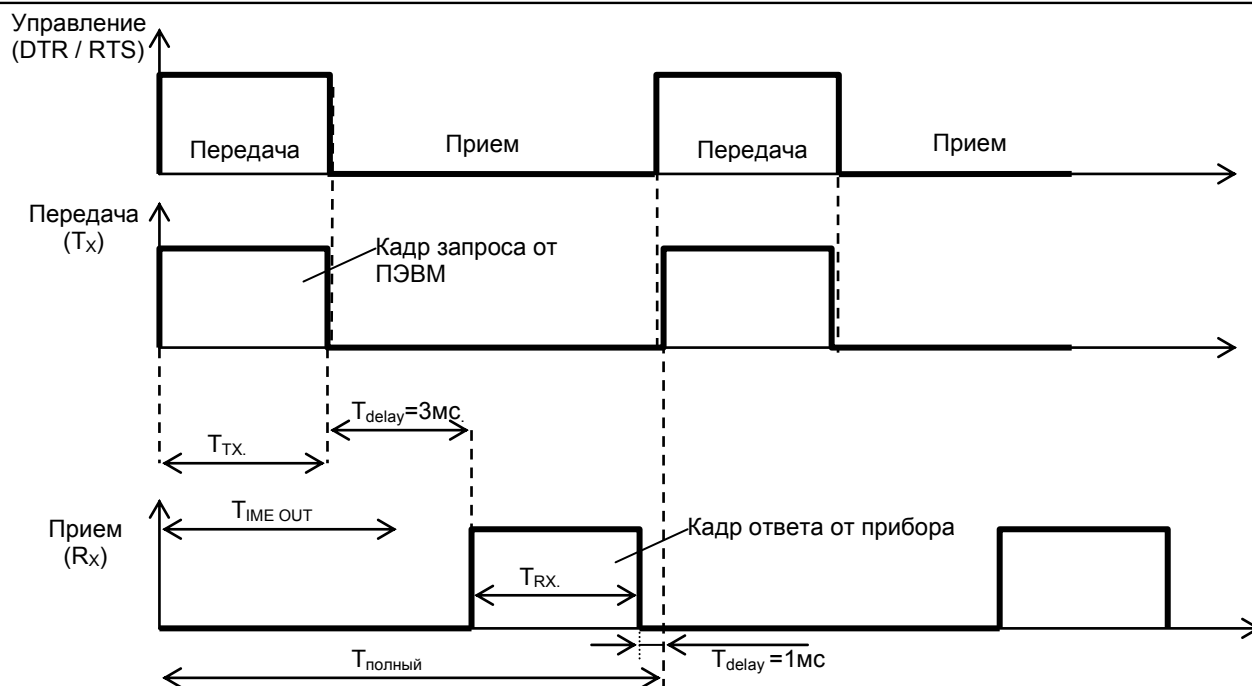 Управление
(DTR / RTS)
Передача
Прием
Передача
Прием
Передача
(TX)
Кадр запроса от
ПЭВМ
Tdelay=3мс.
TTX.
TIME OUT
Прием
(RX)
Кадр ответа от прибора
TRX.
Tdelay =1мс
Tполный